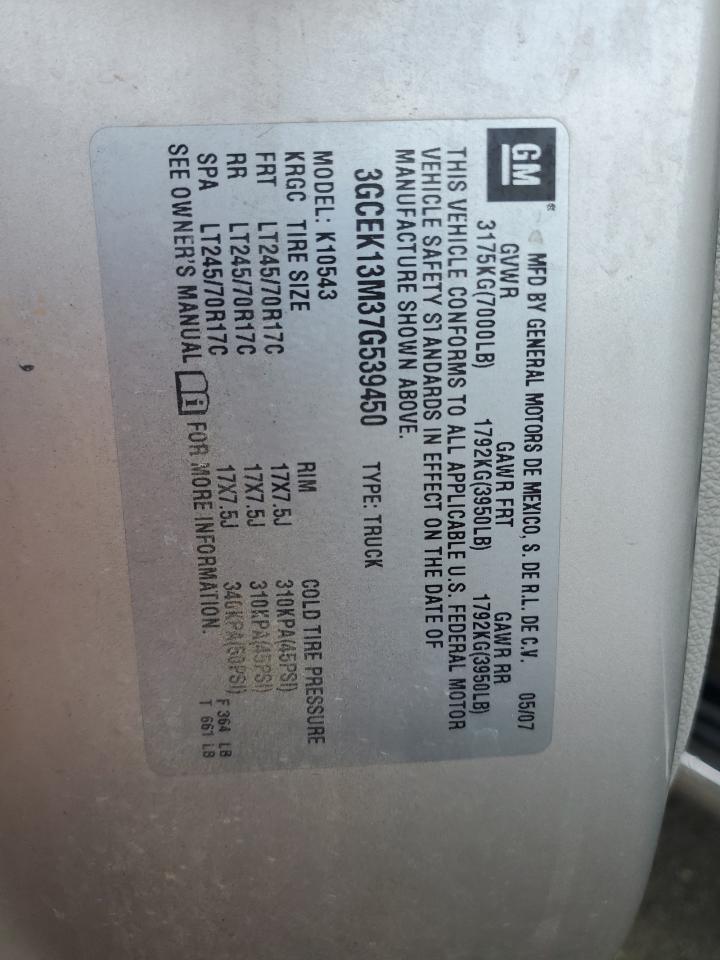 GM® MFD BY GENERAL MOTORS DE MEXICO, S. DE R.L. DE C.V. 05/07
GVWR GAWR FRT GAWR RR
3175KG(7000LB) 1792KG(3950LB) 1792KG(3950LB)
THIS VEHICLE CONFORMS TO ALL APPLICABLE U.S. FEDERAL MOTOR
VEHICLE SAFETY STANDARDS IN EFFECT ON THE DATE OF
MANUFACTURE SHOWN ABOVE.
3GCEK13M37G539450 TYPE: TRUCK
MODEL: K10543
KRGC TIRE SIZE RIM COLD TIRE PRESSURE
FRT LT245/70R17C 17X7.5J 310KPA(45PSI)
RR LT245/70R17C 17X7.5J 310KPA(45PSI)
SPA LT245/70R17C 17X7.5J 340KPA(50PSI) F 364 LB
SEE OWNER'S MANUAL i FOR MORE INFORMATION. T 661 LB